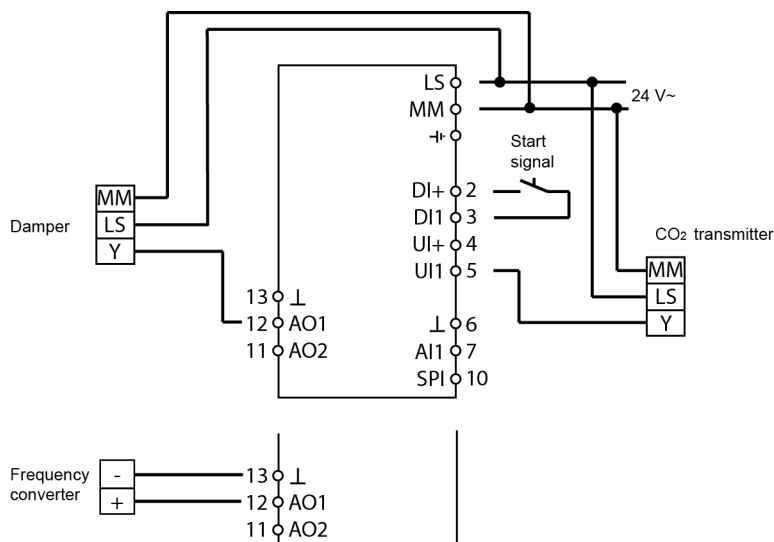 LS
MM
24 V~
Start
signal
DI+ 2
DI1 3
UI+ 4
UI1 5
Damper
MM
LS
Y
CO₂ transmitter
MM
LS
Y
13 ⊥
12 AO1
11 AO2
⊥ 6
AI1 7
SPI 10
Frequency
converter
-
+
13 ⊥
12 AO1
11 AO2